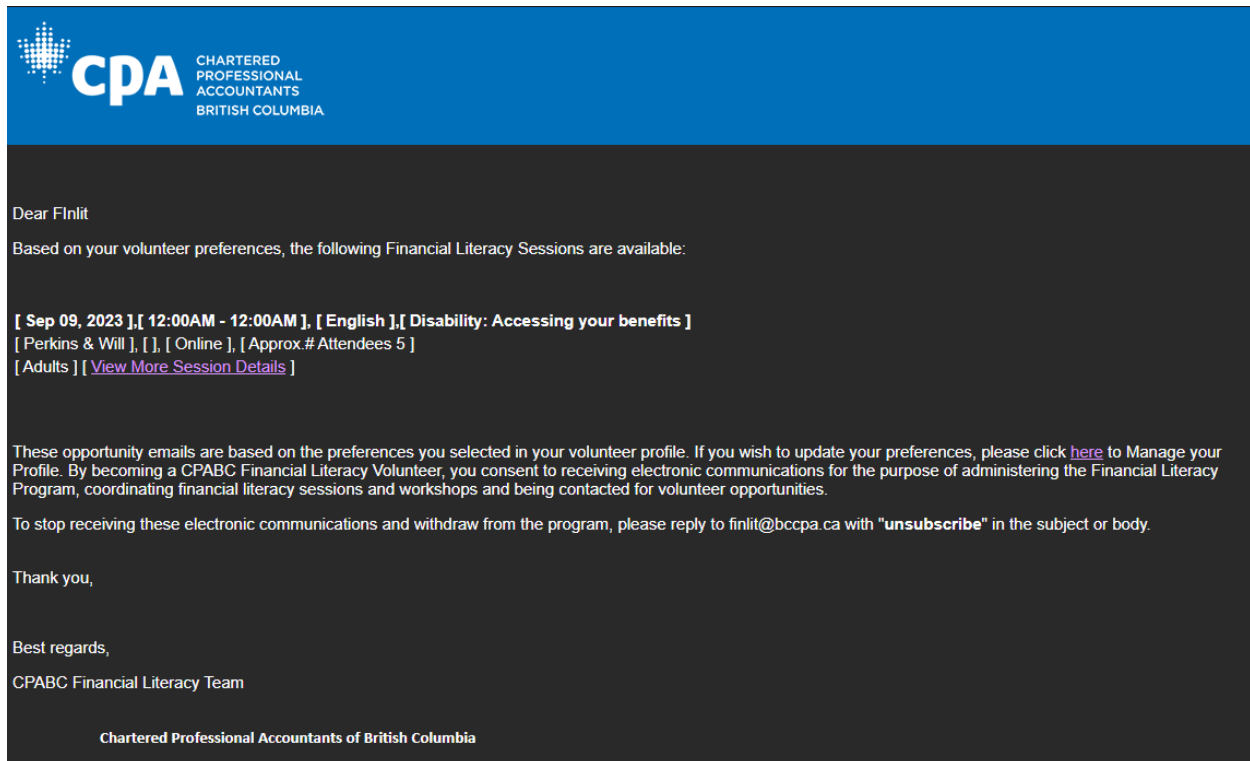 CPA
CHARTERED
PROFESSIONAL
ACCOUNTANTS
BRITISH COLUMBIA
Dear FInlit
Based on your volunteer preferences, the following Financial Literacy Sessions are available:
[ Sep 09, 2023 ],[ 12:00AM - 12:00AM ], [ English ],[ Disability: Accessing your benefits ]
[ Perkins & Will ], [ ], [ Online ], [ Approx.# Attendees 5 ]
[ Adults ] [ View More Session Details ]
These opportunity emails are based on the preferences you selected in your volunteer profile. If you wish to update your preferences, please click here to Manage your
Profile. By becoming a CPABC Financial Literacy Volunteer, you consent to receiving electronic communications for the purpose of administering the Financial Literacy
Program, coordinating financial literacy sessions and workshops and being contacted for volunteer opportunities.
To stop receiving these electronic communications and withdraw from the program, please reply to finlit@bccpa.ca with "unsubscribe" in the subject or body.
Thank you,
Best regards,
CPABC Financial Literacy Team
Chartered Professional Accountants of British Columbia